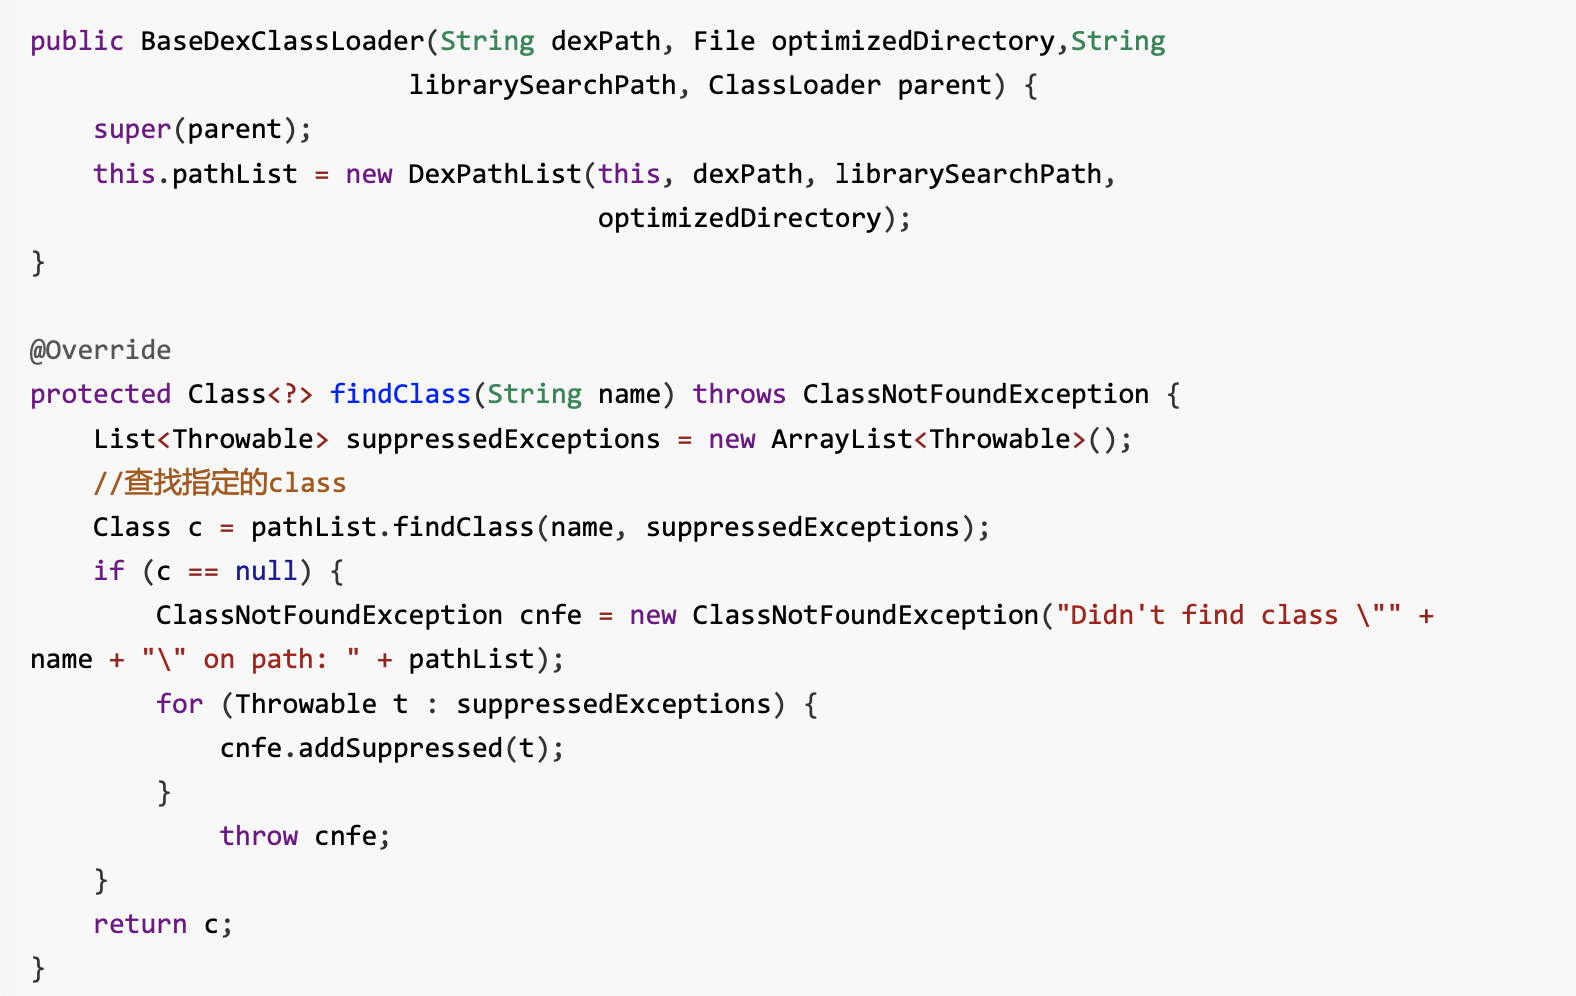 public BaseDexClassLoader(String dexPath, File optimizedDirectory,String
                        librarySearchPath, ClassLoader parent) {
    super(parent);
    this.pathList = new DexPathList(this, dexPath, librarySearchPath,
                                    optimizedDirectory);
}

@Override
protected Class<?> findClass(String name) throws ClassNotFoundException {
    List<Throwable> suppressedExceptions = new ArrayList<Throwable>();
    //查找指定的class
    Class c = pathList.findClass(name, suppressedExceptions);
    if (c == null) {
        ClassNotFoundException cnfe = new ClassNotFoundException("Didn't find class \"" +
name + "\" on path: " + pathList);
        for (Throwable t : suppressedExceptions) {
            cnfe.addSuppressed(t);
        }
            throw cnfe;
    }
    return c;
}